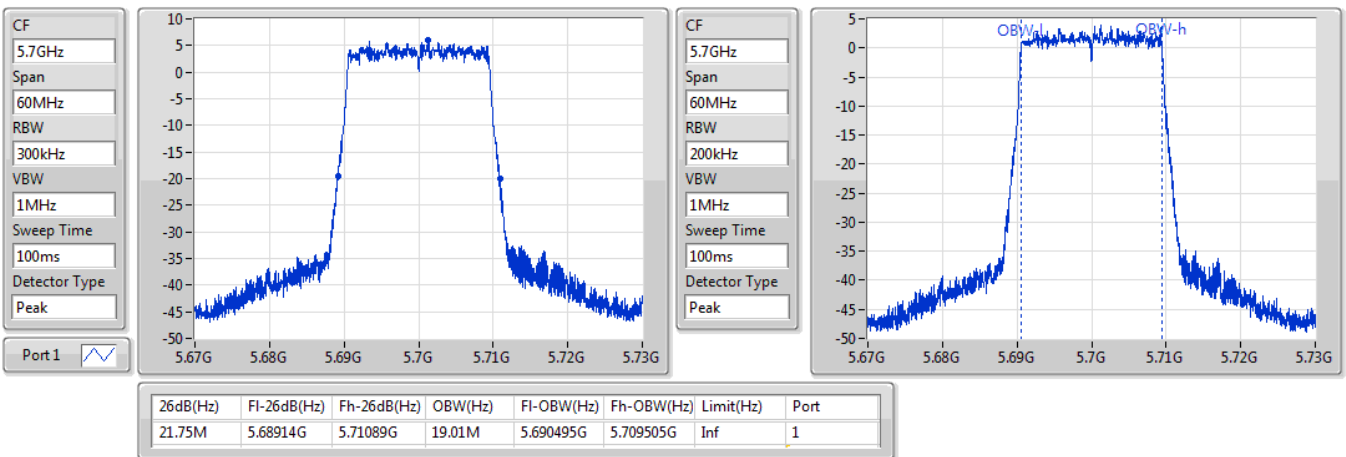 CF
5.7GHz
Span
60MHz
RBW
300kHz
VBW
1MHz
Sweep Time
100ms
Detector Type
Peak
Port 1
10
5
0
-5
-10
-15
-20
-25
-30
-35
-40
-45
-50
5.67G 5.68G 5.69G 5.7G 5.71G 5.72G 5.73G
CF
5.7GHz
Span
60MHz
RBW
200kHz
VBW
1MHz
Sweep Time
100ms
Detector Type
Peak
5
0
-5
-10
-15
-20
-25
-30
-35
-40
-45
-50
OBW-h
5.67G 5.68G 5.69G 5.7G 5.71G 5.72G 5.73G
26dB(Hz) Fl-26dB(Hz) Fh-26dB(Hz) OBW(Hz) Fl-OBW(Hz) Fh-OBW(Hz) Limit(Hz) Port
21.75M 5.68914G 5.71089G 19.01M 5.690495G 5.709505G Inf 1